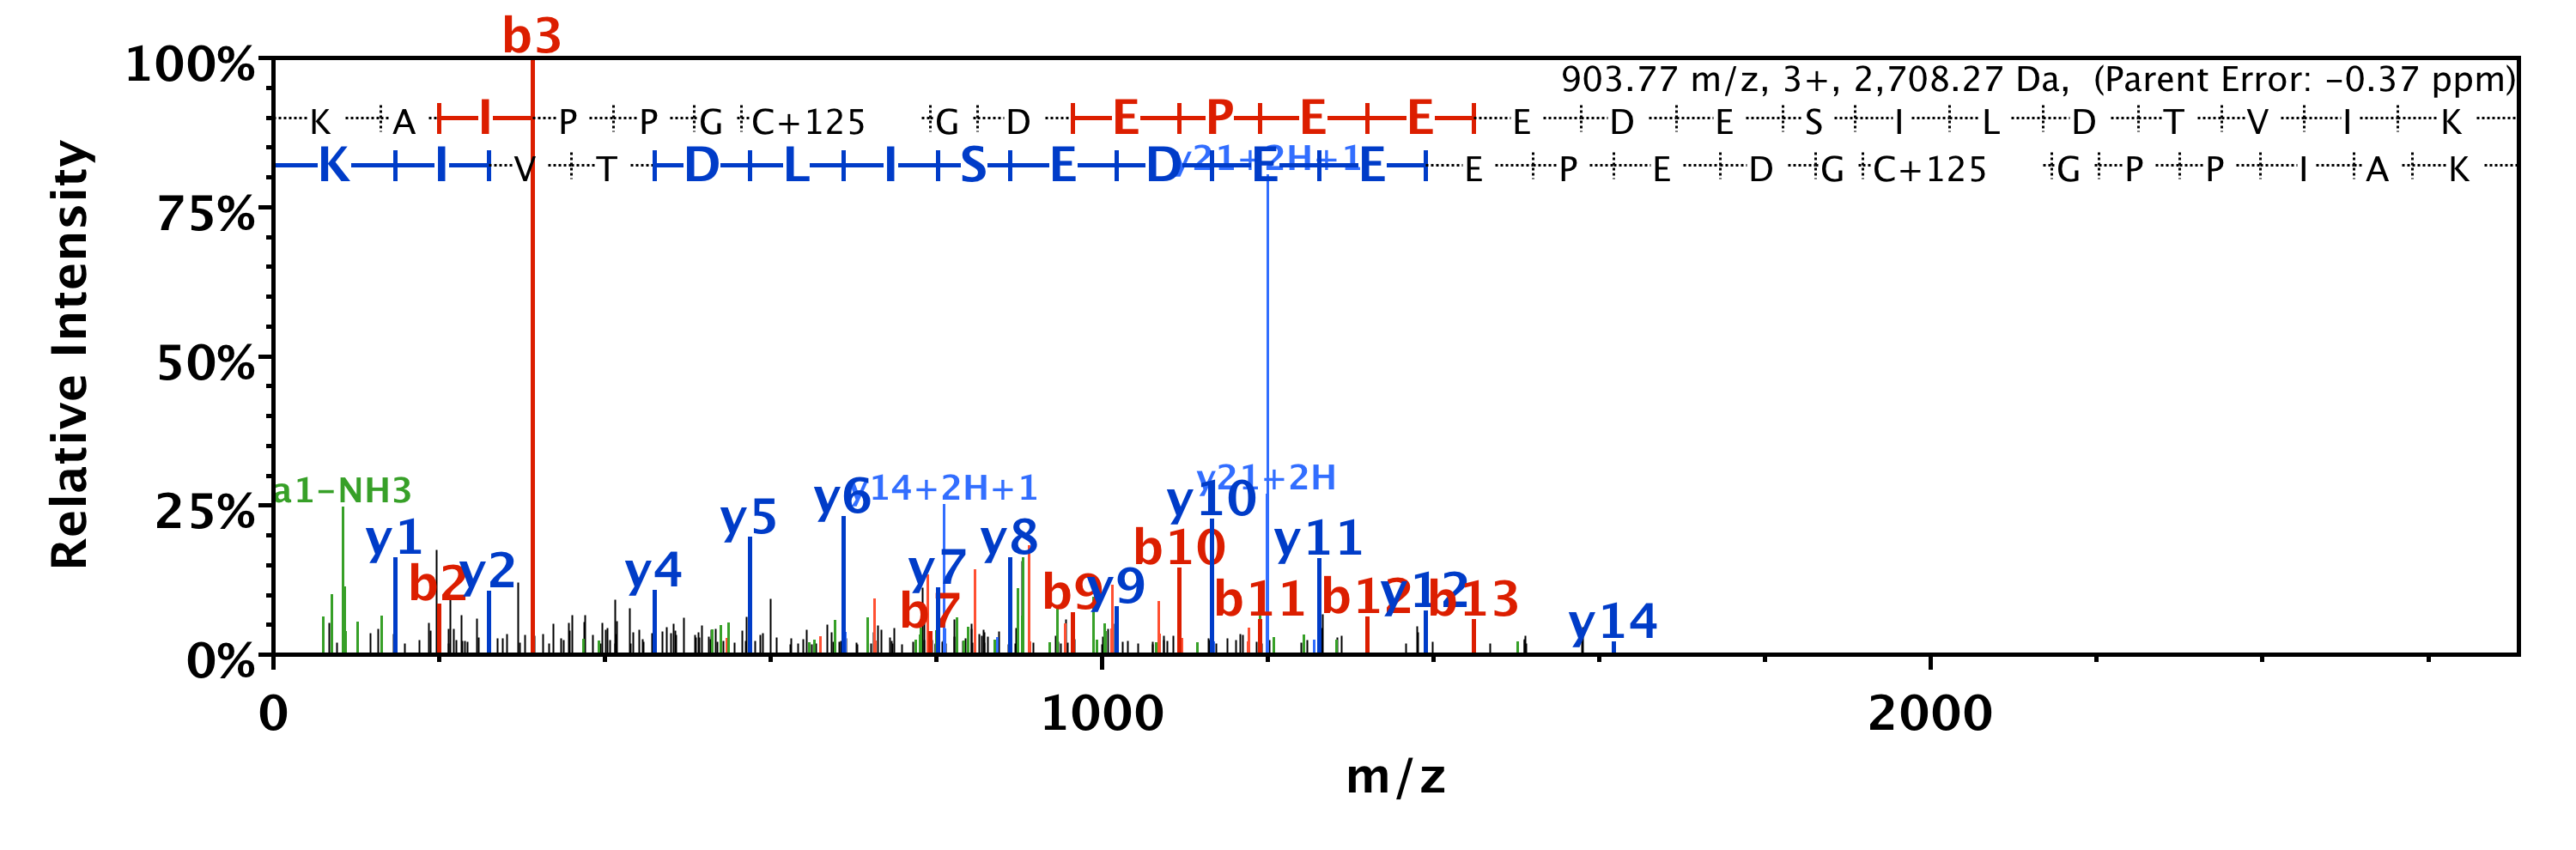 b3
100%
903.77 m/z, 3+, 2,708.27 Da, (Parent Error: -0.37 ppm)
K A I P P G C+125 G D E P E E E D E S I L D T V I K
K I V T D L I S E D E E E P E D G C+125 G P P I A K
y21+2H+1
75%
50%
25%
0%
Relative Intensity
a1-NH3
y14+2H+1
y21+2H
y6
y10
y5
y1
y8
y11
b10
y2
y4
y7
b2
b9
y9
b7
b11
b12
y12
b13
y14
0
1000
2000
m/z